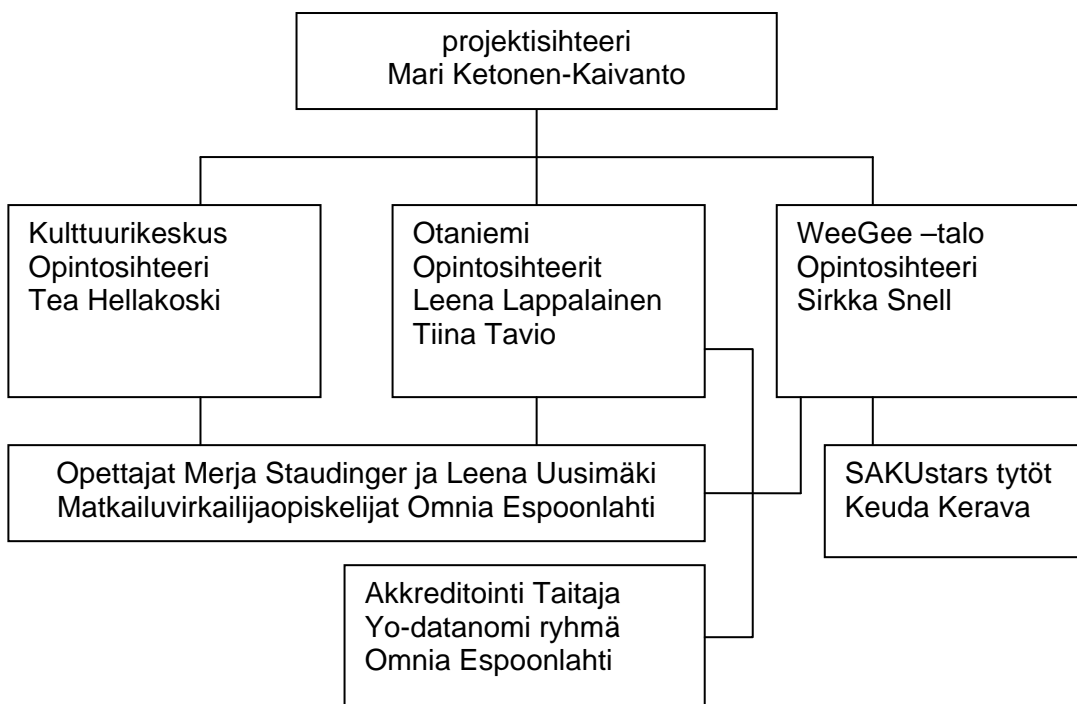 projektisihteeri
Mari Ketonen-Kaivanto
Kulttuurikeskus
Opintosihteeri
Tea Hellakoski
Otaniemi
Opintosihteerit
Leena Lappalainen
Tiina Tavio
WeeGee –talo
Opintosihteeri
Sirkka Snell
Opettajat Merja Staudinger ja Leena Uusimäki
Matkailuvirkailijaopiskelijat Omnia Espoonlahti
SAKUstars tytöt
Keuda Kerava
Akkreditointi Taitaja
Yo-datanomi ryhmä
Omnia Espoonlahti